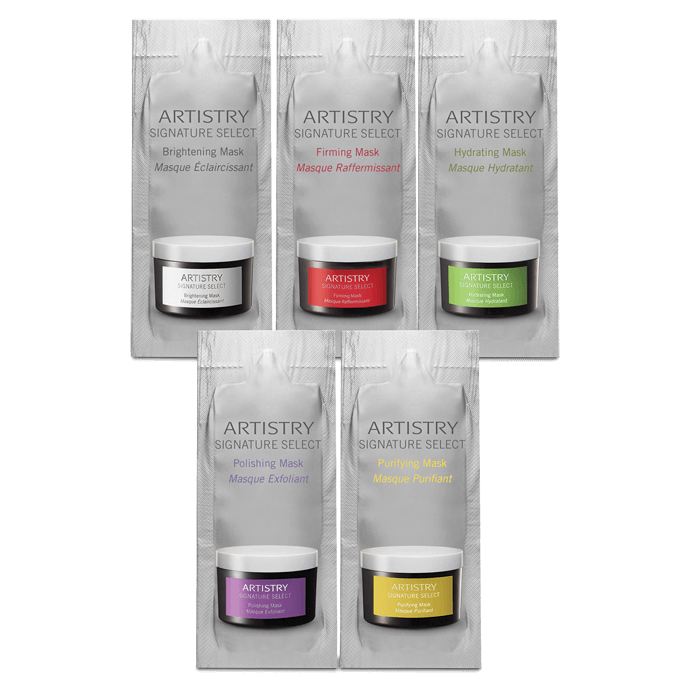 ARTISTRY
SIGNATURE SELECT
Brightening Mask
Masque Éclaircissant
ARTISTRY
SIGNATURE SELECT
Brightening Mask
Masque Éclaircissant
ARTISTRY
SIGNATURE SELECT
Firming Mask
Masque Raffermissant
ARTISTRY
SIGNATURE SELECT
Firming Mask
Masque Raffermissant
ARTISTRY
SIGNATURE SELECT
Hydrating Mask
Masque Hydratant
ARTISTRY
SIGNATURE SELECT
Hydrating Mask
Masque Hydratant
ARTISTRY
SIGNATURE SELECT
Polishing Mask
Masque Exfoliant
ARTISTRY
SIGNATURE SELECT
Polishing Mask
Masque Exfoliant
ARTISTRY
SIGNATURE SELECT
Purifying Mask
Masque Purifiant
ARTISTRY
SIGNATURE SELECT
Purifying Mask
Masque Purifiant